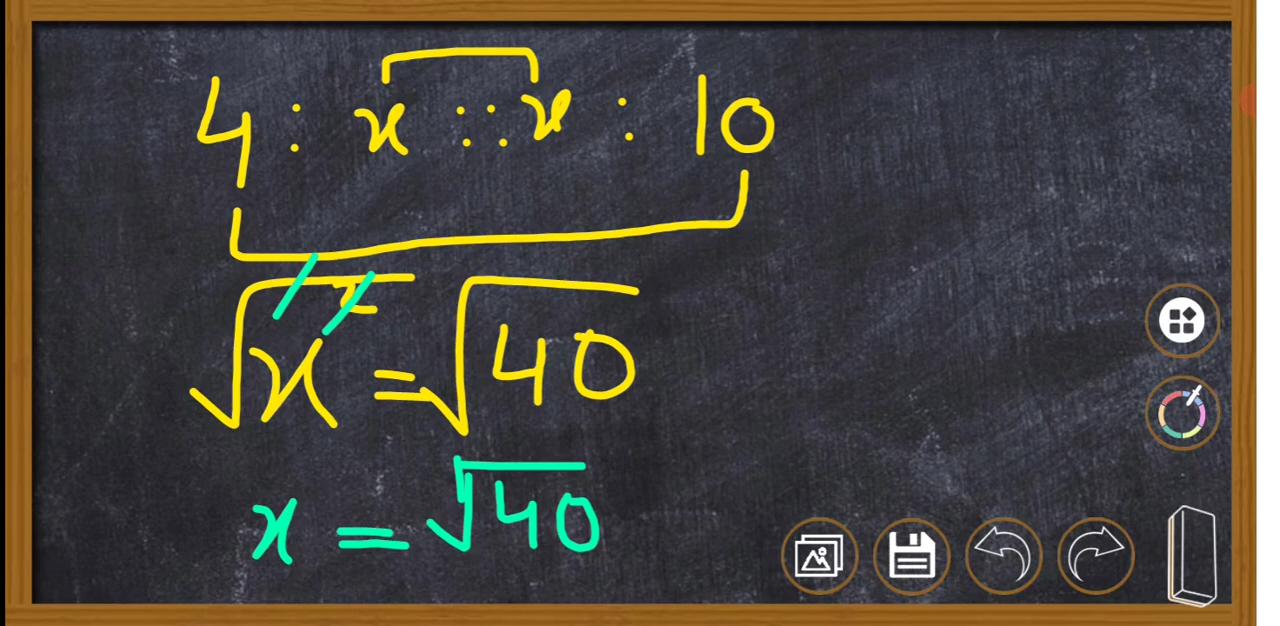 4 : x :: x : 10
√x² = √40
x = √40